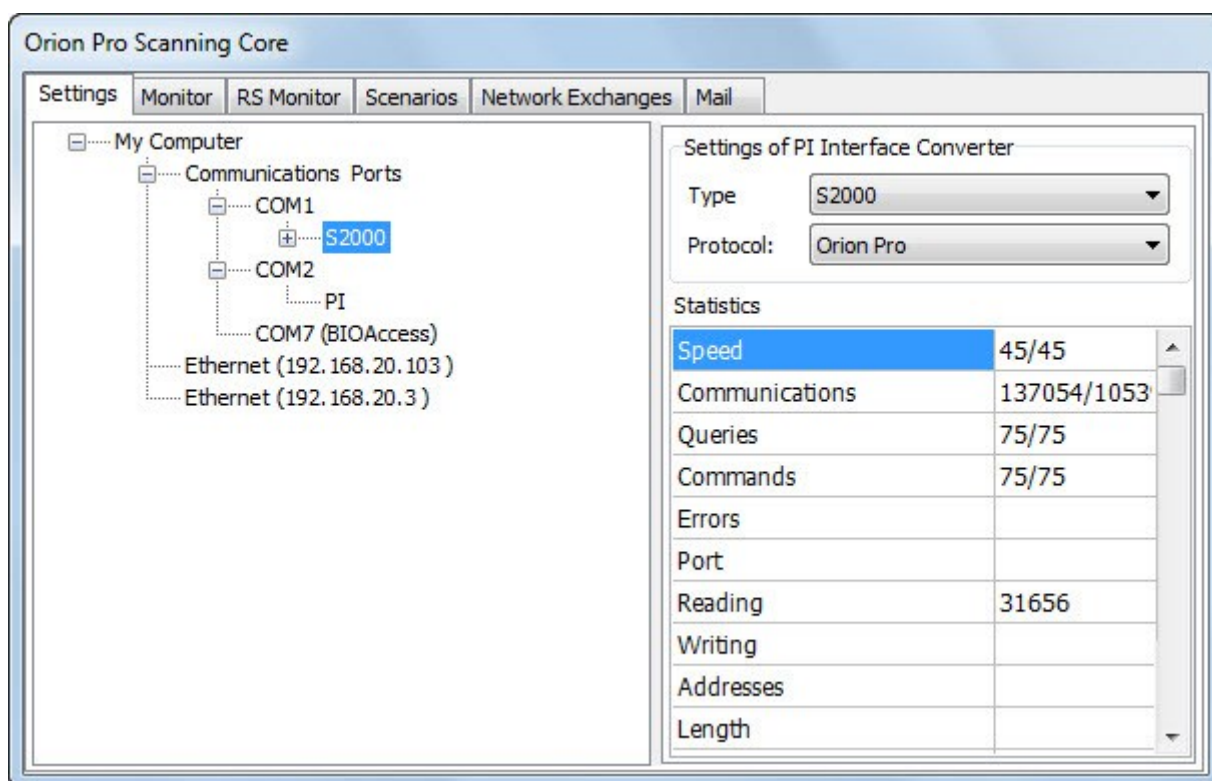 Orion Pro Scanning Core
Settings Monitor RS Monitor Scenarios Network Exchanges Mail
My Computer
Communications Ports
COM1
S2000
COM2
PI
COM7 (BIOAccess)
Ethernet (192.168.20.103 )
Ethernet (192.168.20.3 )
Settings of PI Interface Converter
Type S2000
Protocol: Orion Pro
Statistics
Speed 45/45
Communications 137054/1053
Queries 75/75
Commands 75/75
Errors
Port
Reading 31656
Writing
Addresses
Length